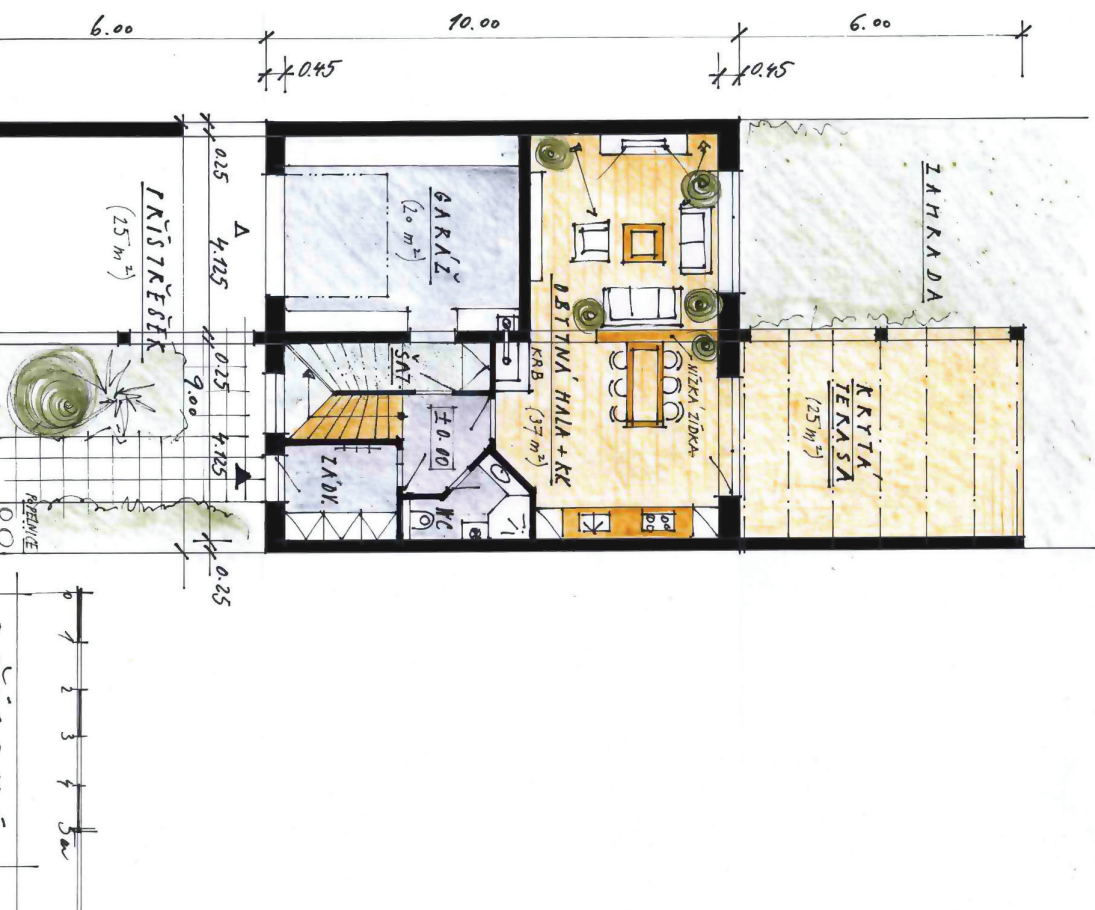 6.00
10.00
6.00
0.45
0.45
0.25
4.125
0.25
9.00
4.125
0.25
PŘÍSTŘEŠEK
(25 m²)
GARÁŽ
(20 m²)
ZAHRADA
OBYTNÁ HALA + KK
(37 m²)
KRB
NÍZKÁ ZÍDKA
KRYTÁ
TERASA
(25 m²)
ŠAT.
±0.00
ZÁDV.
WC
POPELNICE
0 1 2 3 4 5m